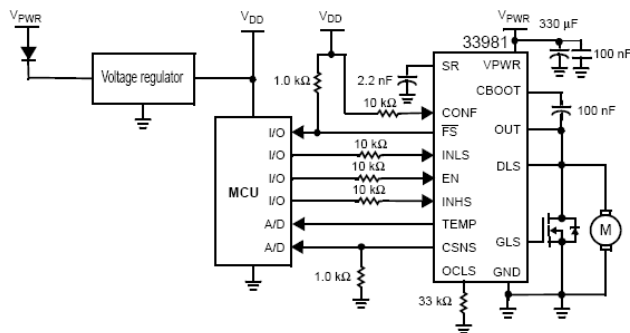 VPWR
VDD
VDD
VPWR
330 µF
33981
100 nF
Voltage regulator
1.0 kΩ
2.2 nF
SR
VPWR
10 kΩ
CONF
CBOOT
100 nF
I/O
FS
OUT
I/O
10 kΩ
INLS
DLS
I/O
10 kΩ
EN
MCU
I/O
10 kΩ
INHS
A/D
TEMP
M
A/D
CSNS
GLS
1.0 kΩ
OCLS
GND
33 kΩ